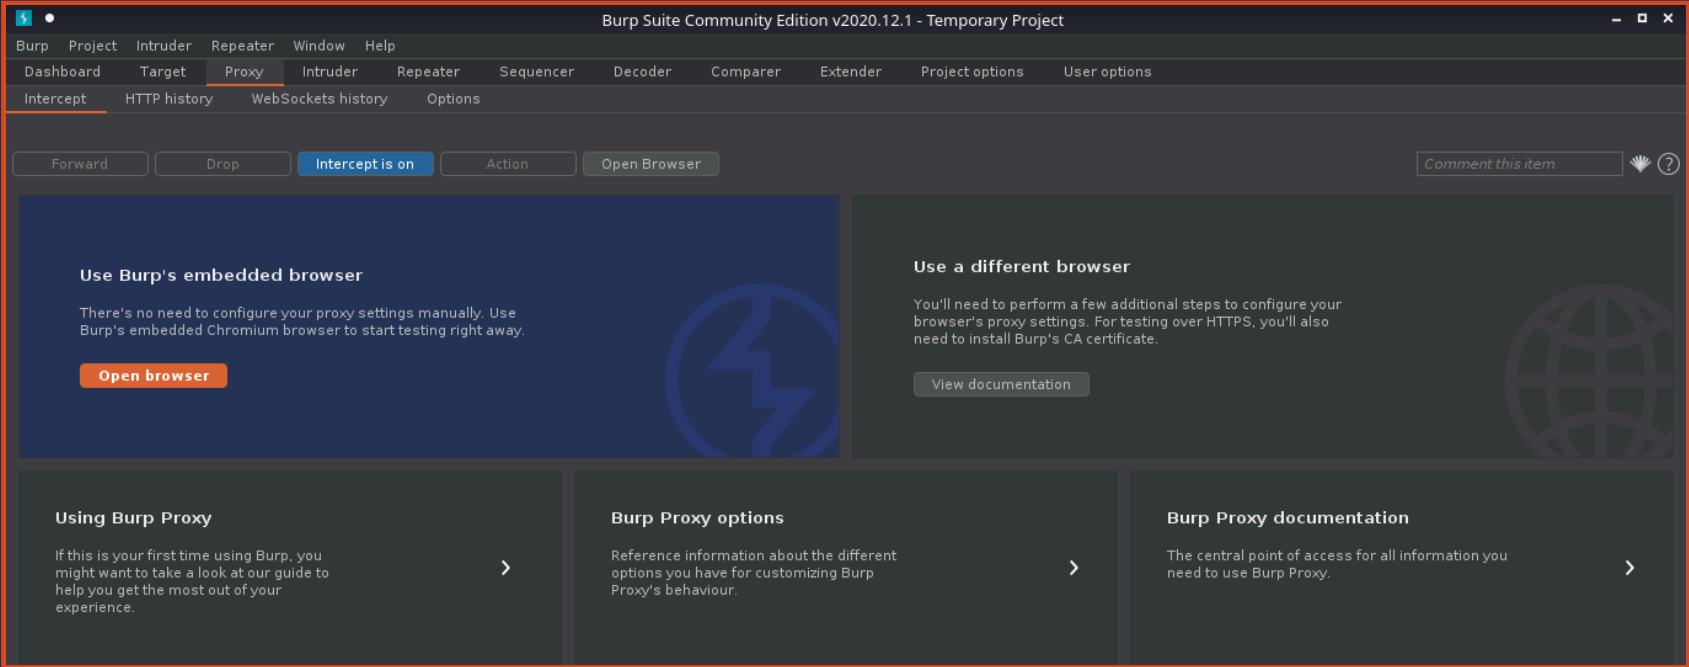 Burp Suite Community Edition v2020.12.1 - Temporary Project
Burp Project Intruder Repeater Window Help
Dashboard Target Proxy Intruder Repeater Sequencer Decoder Comparer Extender Project options User options
Intercept HTTP history WebSockets history Options
Forward Drop Intercept is on Action Open Browser Comment this item ?
Use Burp's embedded browser
There's no need to configure your proxy settings manually. Use
Burp's embedded Chromium browser to start testing right away.
Open browser
Use a different browser
You'll need to perform a few additional steps to configure your
browser's proxy settings. For testing over HTTPS, you'll also
need to install Burp's CA certificate.
View documentation
Using Burp Proxy
If this is your first time using Burp, you
might want to take a look at our guide to
help you get the most out of your
experience.
Burp Proxy options
Reference information about the different
options you have for customizing Burp
Proxy's behaviour.
Burp Proxy documentation
The central point of access for all information you
need to use Burp Proxy.